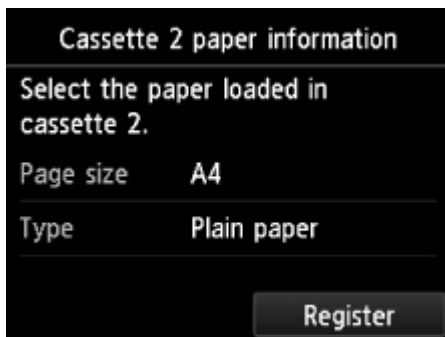 Cassette 2 paper information
Select the paper loaded in
cassette 2.
Page size A4
Type Plain paper
Register